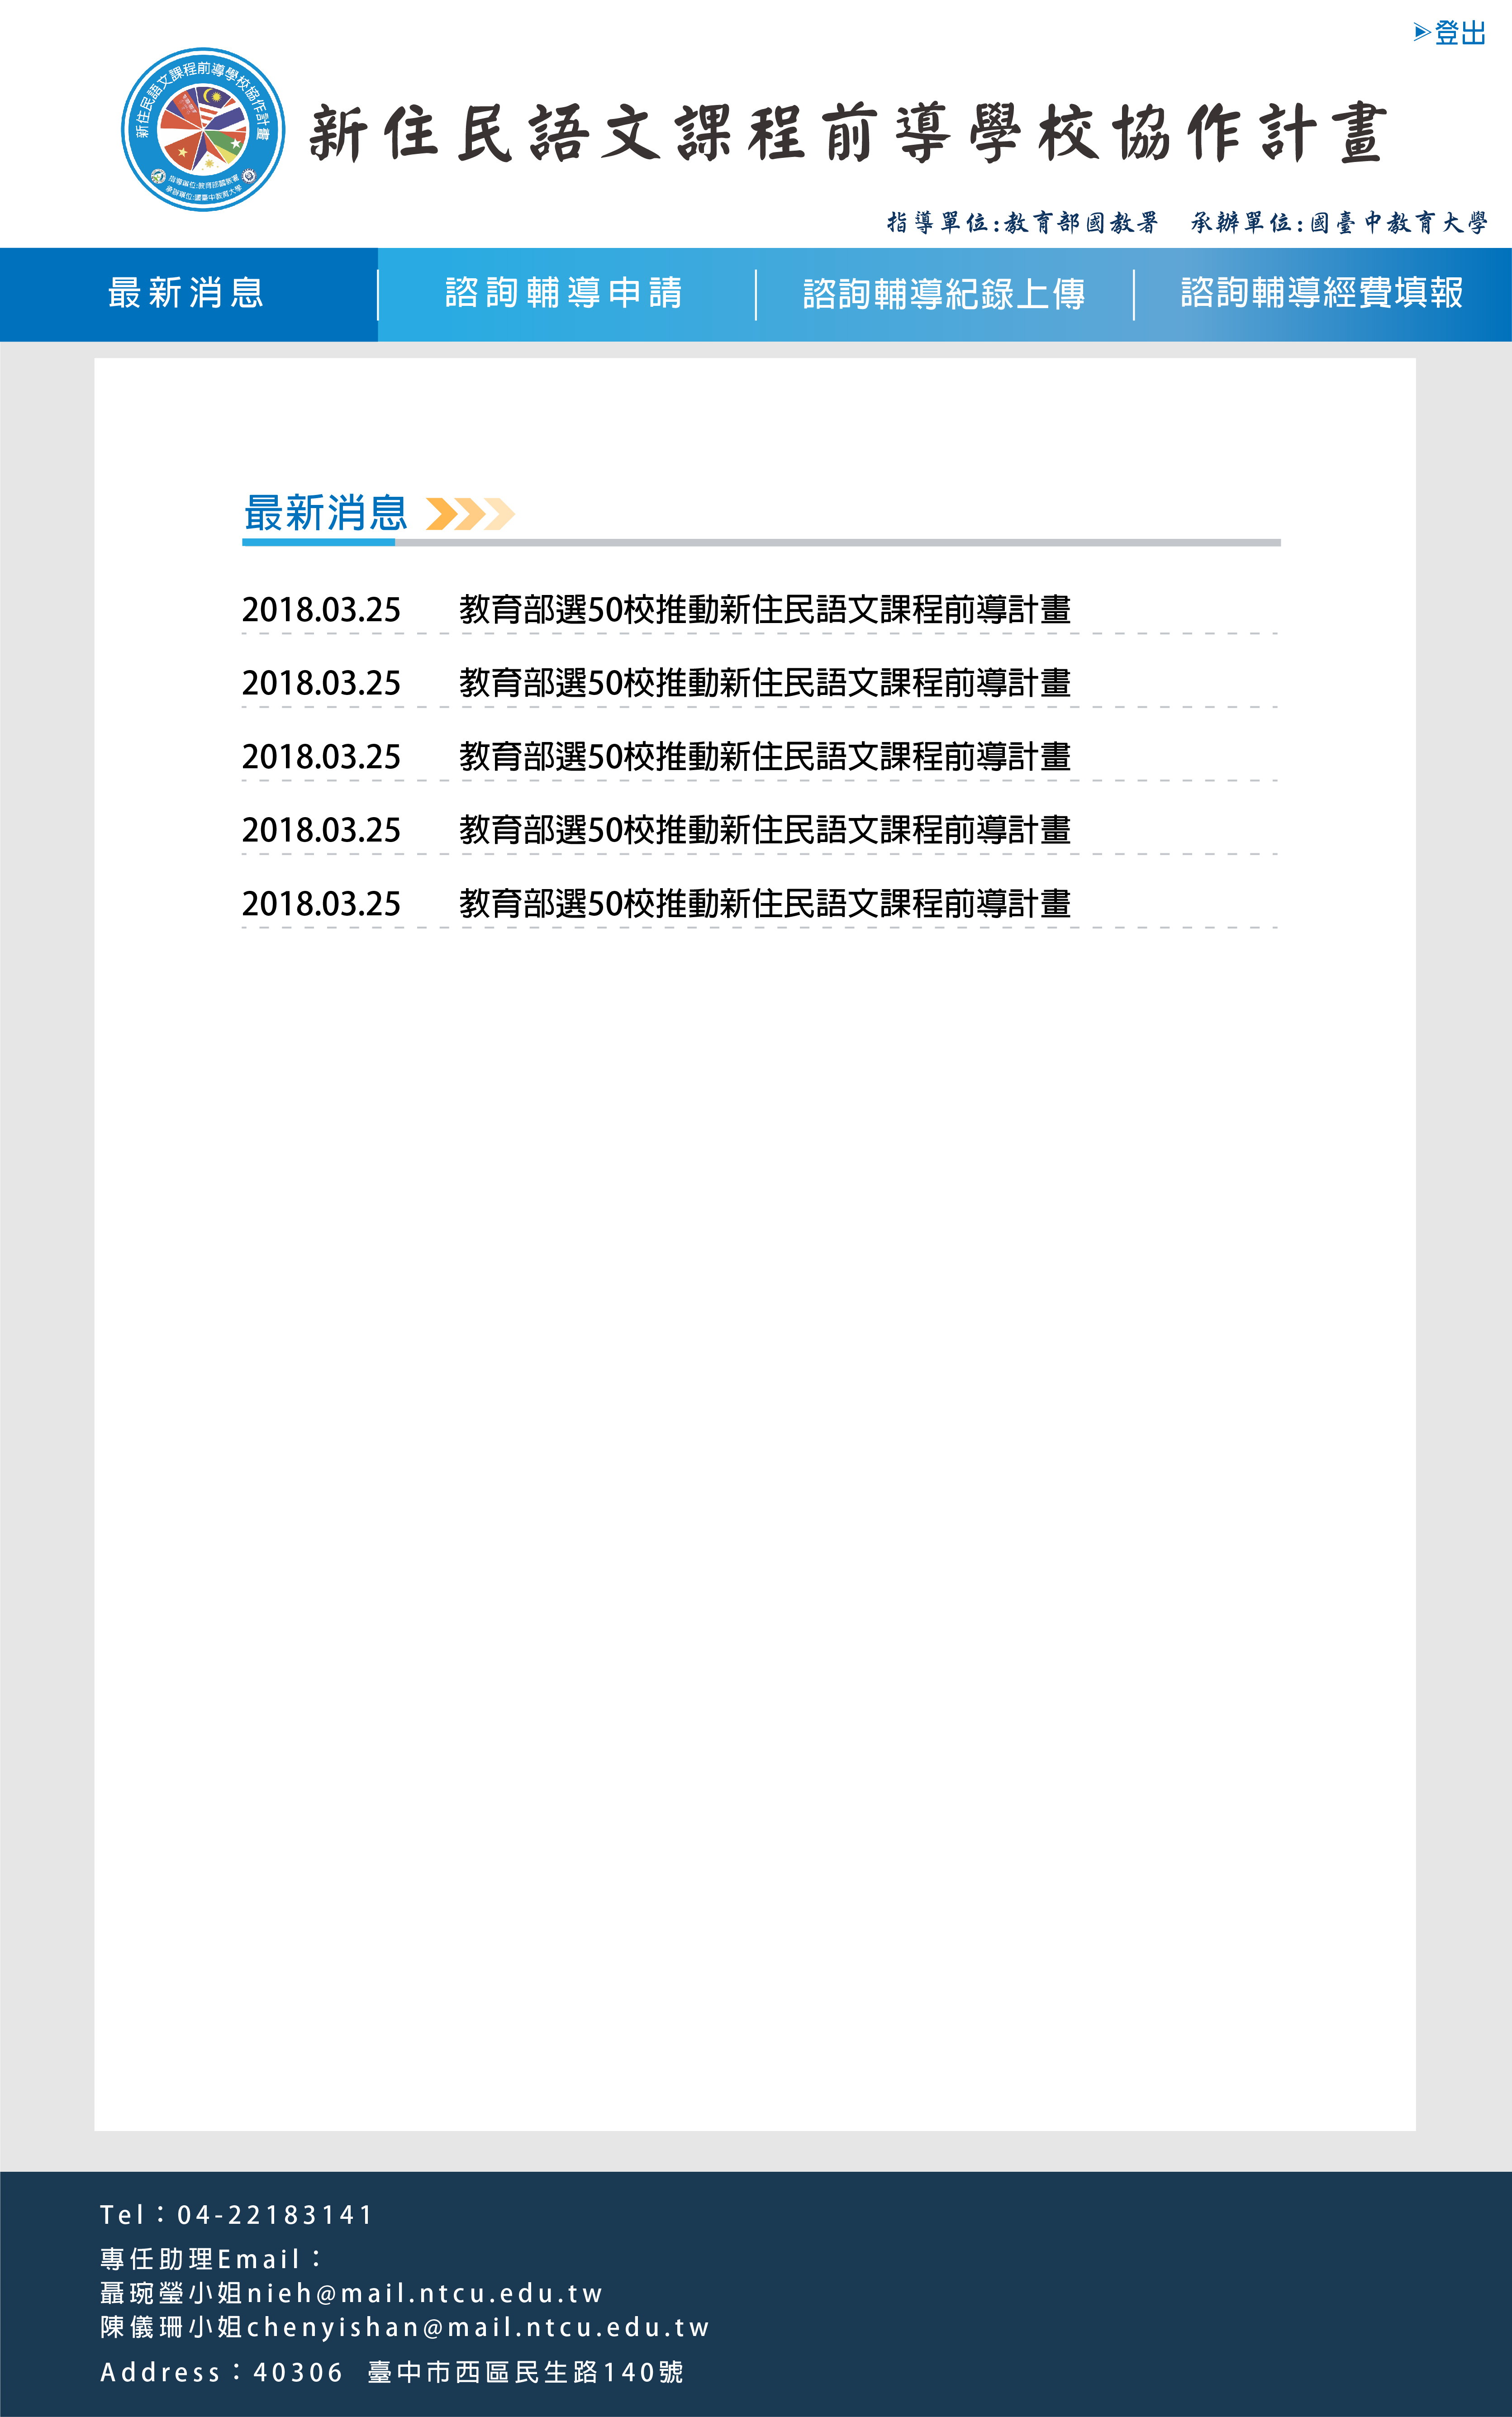 登出
新住民語文課程前導學校協作計畫
指導單位:教育部國教署
承辦單位:國臺中教育大學
新住民語文課程前導學校協作計畫
指導單位:教育部國教署 承辦單位:國臺中教育大學
最新消息 諮詢輔導申請 諮詢輔導紀錄上傳 諮詢輔導經費填報
最新消息
2018.03.25 教育部選50校推動新住民語文課程前導計畫
2018.03.25 教育部選50校推動新住民語文課程前導計畫
2018.03.25 教育部選50校推動新住民語文課程前導計畫
2018.03.25 教育部選50校推動新住民語文課程前導計畫
2018.03.25 教育部選50校推動新住民語文課程前導計畫
Tel：04-22183141
專任助理Email：
聶琬瑩小姐nieh@mail.ntcu.edu.tw
陳儀珊小姐chenyishan@mail.ntcu.edu.tw
Address：40306 臺中市西區民生路140號